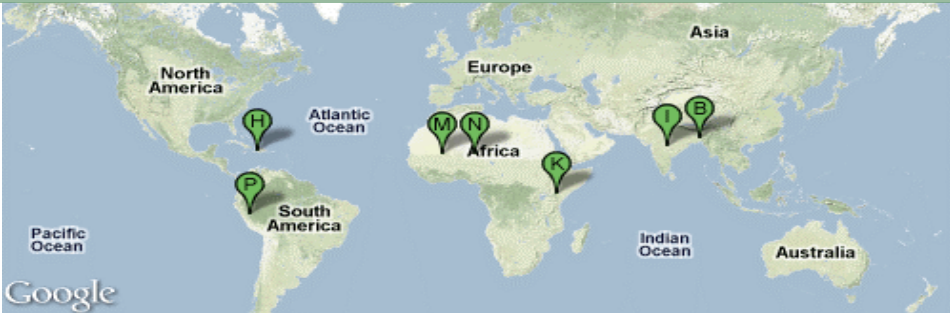 Asia
Europe
North
America
Atlantic
Ocean
H
M
N
I
B
Africa
K
P
South
America
Pacific
Ocean
Indian
Ocean
Australia
Google